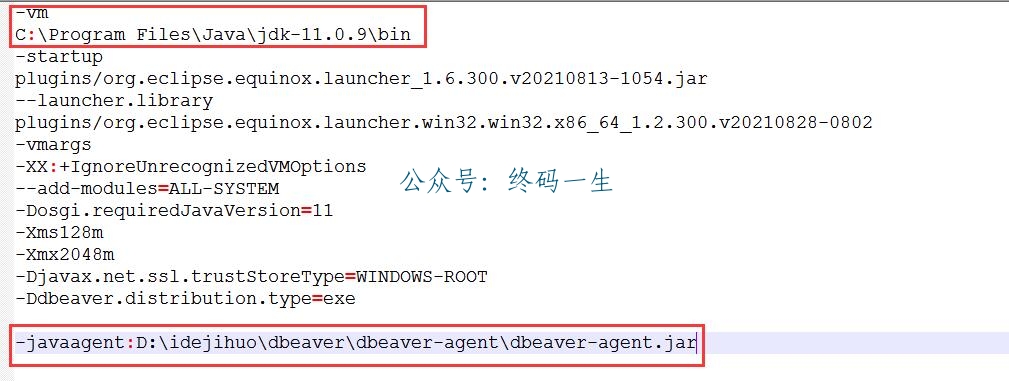 -vm
C:\Program Files\Java\jdk-11.0.9\bin
-startup
plugins/org.eclipse.equinox.launcher_1.6.300.v20210813-1054.jar
--launcher.library
plugins/org.eclipse.equinox.launcher.win32.win32.x86_64_1.2.300.v20210828-0802
-vmargs
-XX:+IgnoreUnrecognizedVMOptions
--add-modules=ALL-SYSTEM
公众号：终码一生
-Dosgi.requiredJavaVersion=11
-Xms128m
-Xmx2048m
-Djavax.net.ssl.trustStoreType=WINDOWS-ROOT
-Ddbeaver.distribution.type=exe
-javaagent:D:\idejihuo\dbeaver\dbeaver-agent\dbeaver-agent.jar